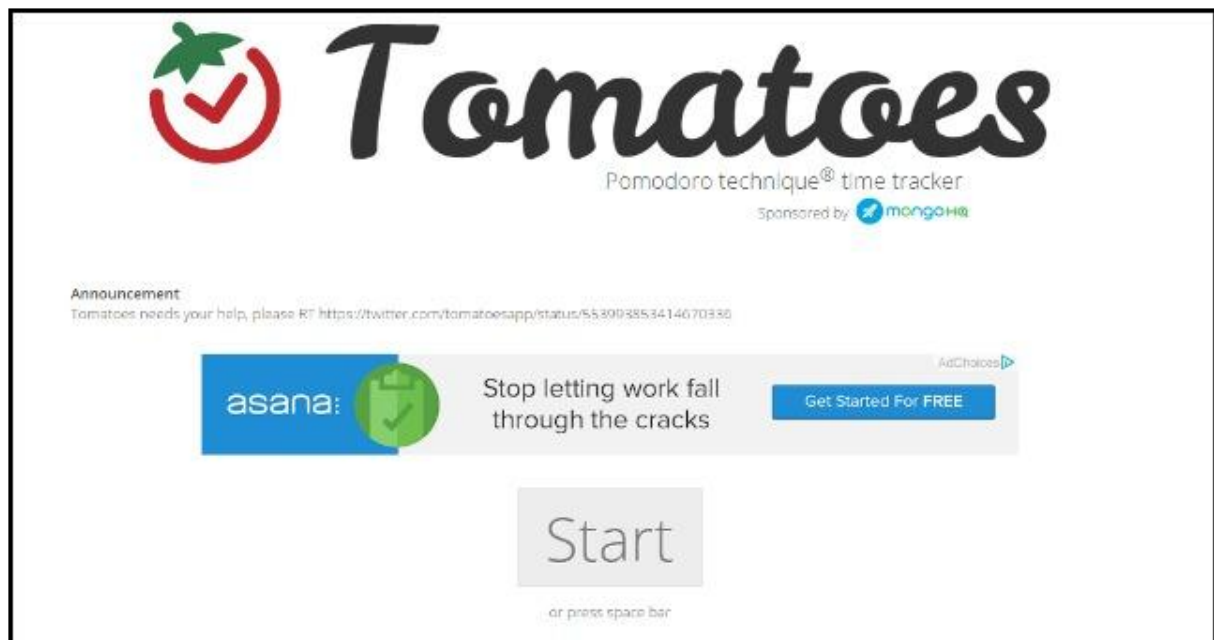 Tomatoes
Pomodoro technique® time tracker
Sponsored by mongoHQ
Announcement
Tomatoes needs your help, please RT https://twitter.com/tomatoesapp/status/553993853414670336
AdChoices
asana:
Stop letting work fall
through the cracks
Get Started For FREE
Start
or press space bar